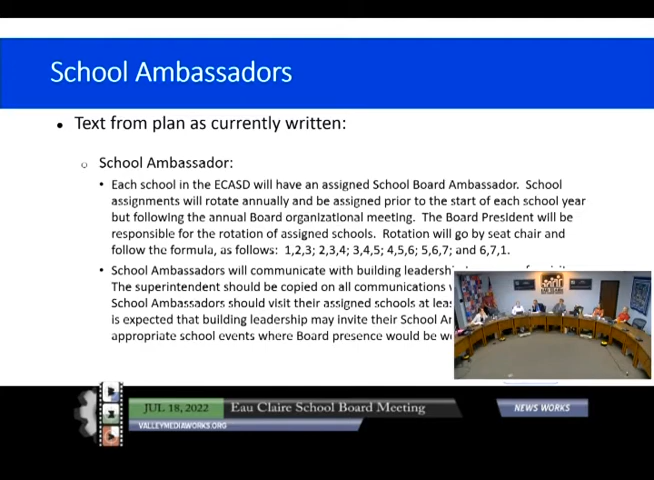 School Ambassadors
• Text from plan as currently written:
o School Ambassador:
• Each school in the ECASD will have an assigned School Board Ambassador. School
assignments will rotate annually and be assigned prior to the start of each school year
but following the annual Board organizational meeting. The Board President will be
responsible for the rotation of assigned schools. Rotation will go by seat chair and
follow the formula, as follows: 1,2,3; 2,3,4; 3,4,5; 4,5,6; 5,6,7; and 6,7,1.
• School Ambassadors will communicate with building
The superintendent should be copied on all communications
School Ambassadors should visit their assigned schools at
is expected that building leadership may invite their School
appropriate school events where Board presence would be
JUL 18, 2022 Eau Claire School Board Meeting NEWS WORKS
VALLEYMEDIAWORKS.ORG